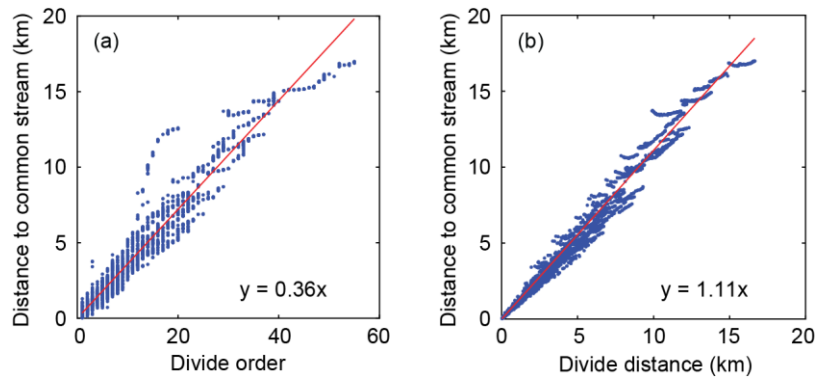 (a)
Distance to common stream (km)
20
15
10
5
0
0
20
40
60
Divide order
y = 0.36x
(b)
Distance to common stream (km)
20
15
10
5
0
0
5
10
15
20
Divide distance (km)
y = 1.11x